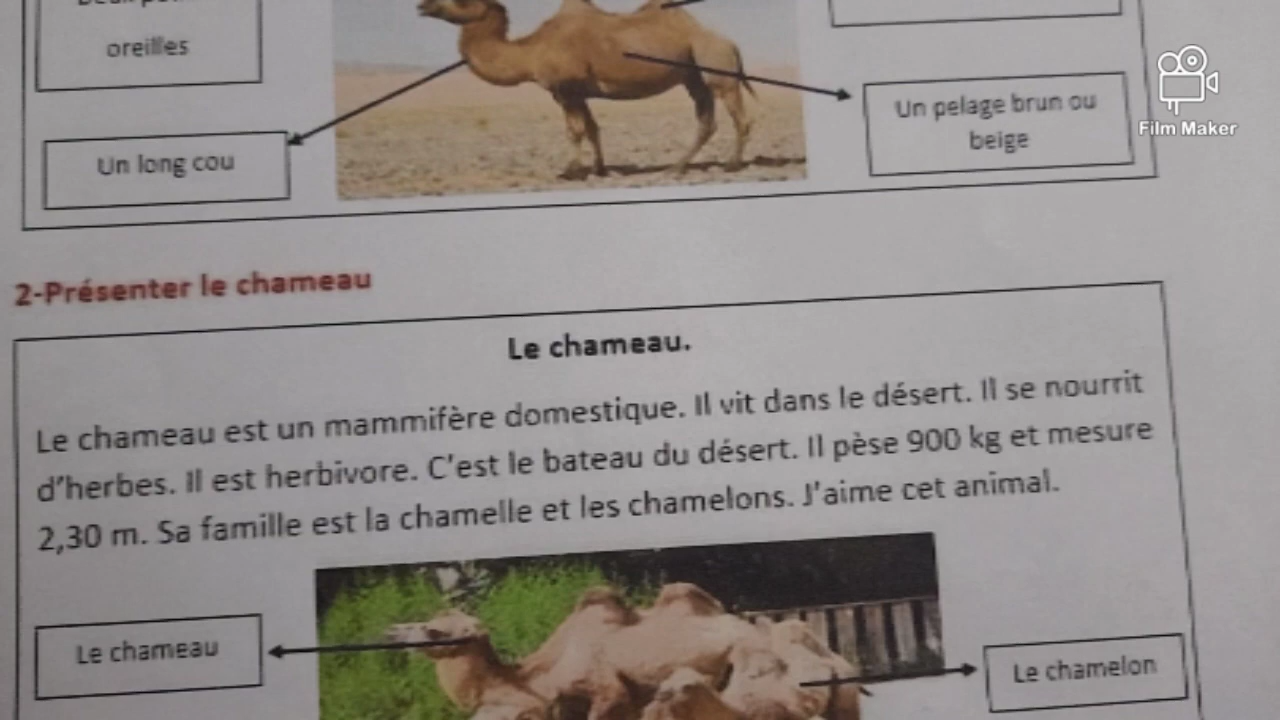 oreilles
Un long cou
Un pelage brun ou
beige
Film Maker
2-Présenter le chameau
Le chameau.
Le chameau est un mammifère domestique. Il vit dans le désert. Il se nourrit
d'herbes. Il est herbivore. C'est le bateau du désert. Il pèse 900 kg et mesure
2,30 m. Sa famille est la chamelle et les chamelons. J'aime cet animal.
Le chameau
Le chamelon